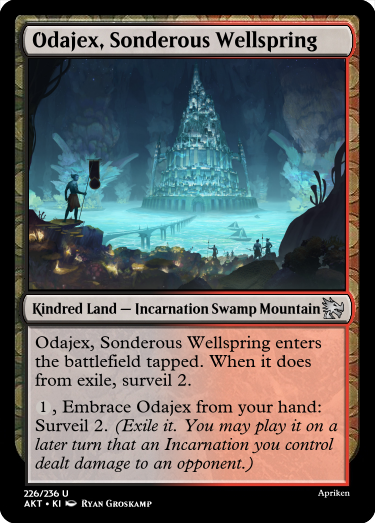 Odajex, Sonderous Wellspring
Kindred Land — Incarnation Swamp Mountain
Odajex, Sonderous Wellspring enters
the battlefield tapped. When it does
from exile, surveil 2.
1 , Embrace Odajex from your hand:
Surveil 2. (Exile it. You may play it on a
later turn that an Incarnation you control
dealt damage to an opponent.)
226/236 U
Apriken
AKT • KI Ryan Groskamp